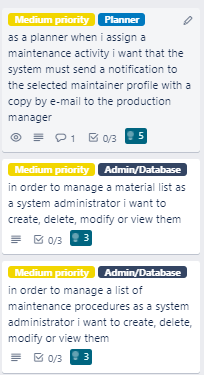 Medium priority Planner
as a planner when i assign a
maintenance activity i want that the
system must send a notification to
the selected maintainer profile with a
copy by e-mail to the production
manager
1 0/3 5
Medium priority Admin/Database
in order to manage a material list as
a system administrator i want to
create, delete, modify or view them
0/3 3
Medium priority Admin/Database
in order to manage a list of
maintenance procedures as a system
administrator i want to create, delete,
modify or view them
0/3 3